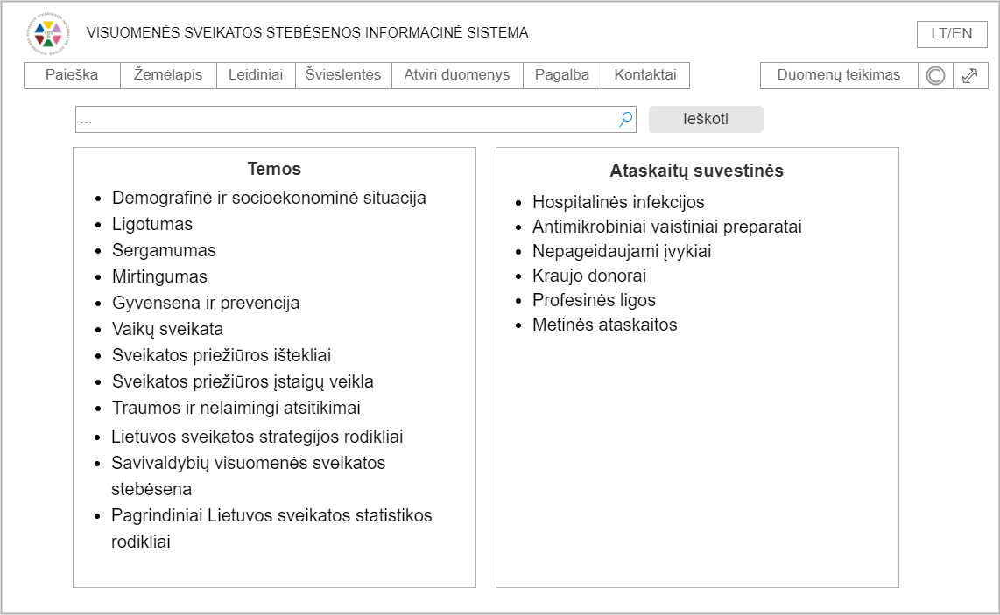 VISUOMENĖS SVEIKATOS STEBĖSENOS INFORMACINĖ SISTEMA
LT/EN
Paieška
Žemėlapis
Leidiniai
Švieslentės
Atviri duomenys
Pagalba
Kontaktai
Duomenų teikimas
©
...
Ieškoti
Temos
• Demografinė ir socioekonominė situacija
• Ligotumas
• Sergamumas
• Mirtingumas
• Gyvensena ir prevencija
• Vaikų sveikata
• Sveikatos priežiūros ištekliai
• Sveikatos priežiūros įstaigų veikla
• Traumos ir nelaimingi atsitikimai
• Lietuvos sveikatos strategijos rodikliai
• Savivaldybių visuomenės sveikatos
stebėsena
• Pagrindiniai Lietuvos sveikatos statistikos
rodikliai
Ataskaitų suvestinės
• Hospitalinės infekcijos
• Antimikrobiniai vaistiniai preparatai
• Nepageidaujami įvykiai
• Kraujo donorai
• Profesinės ligos
• Metinės ataskaitos